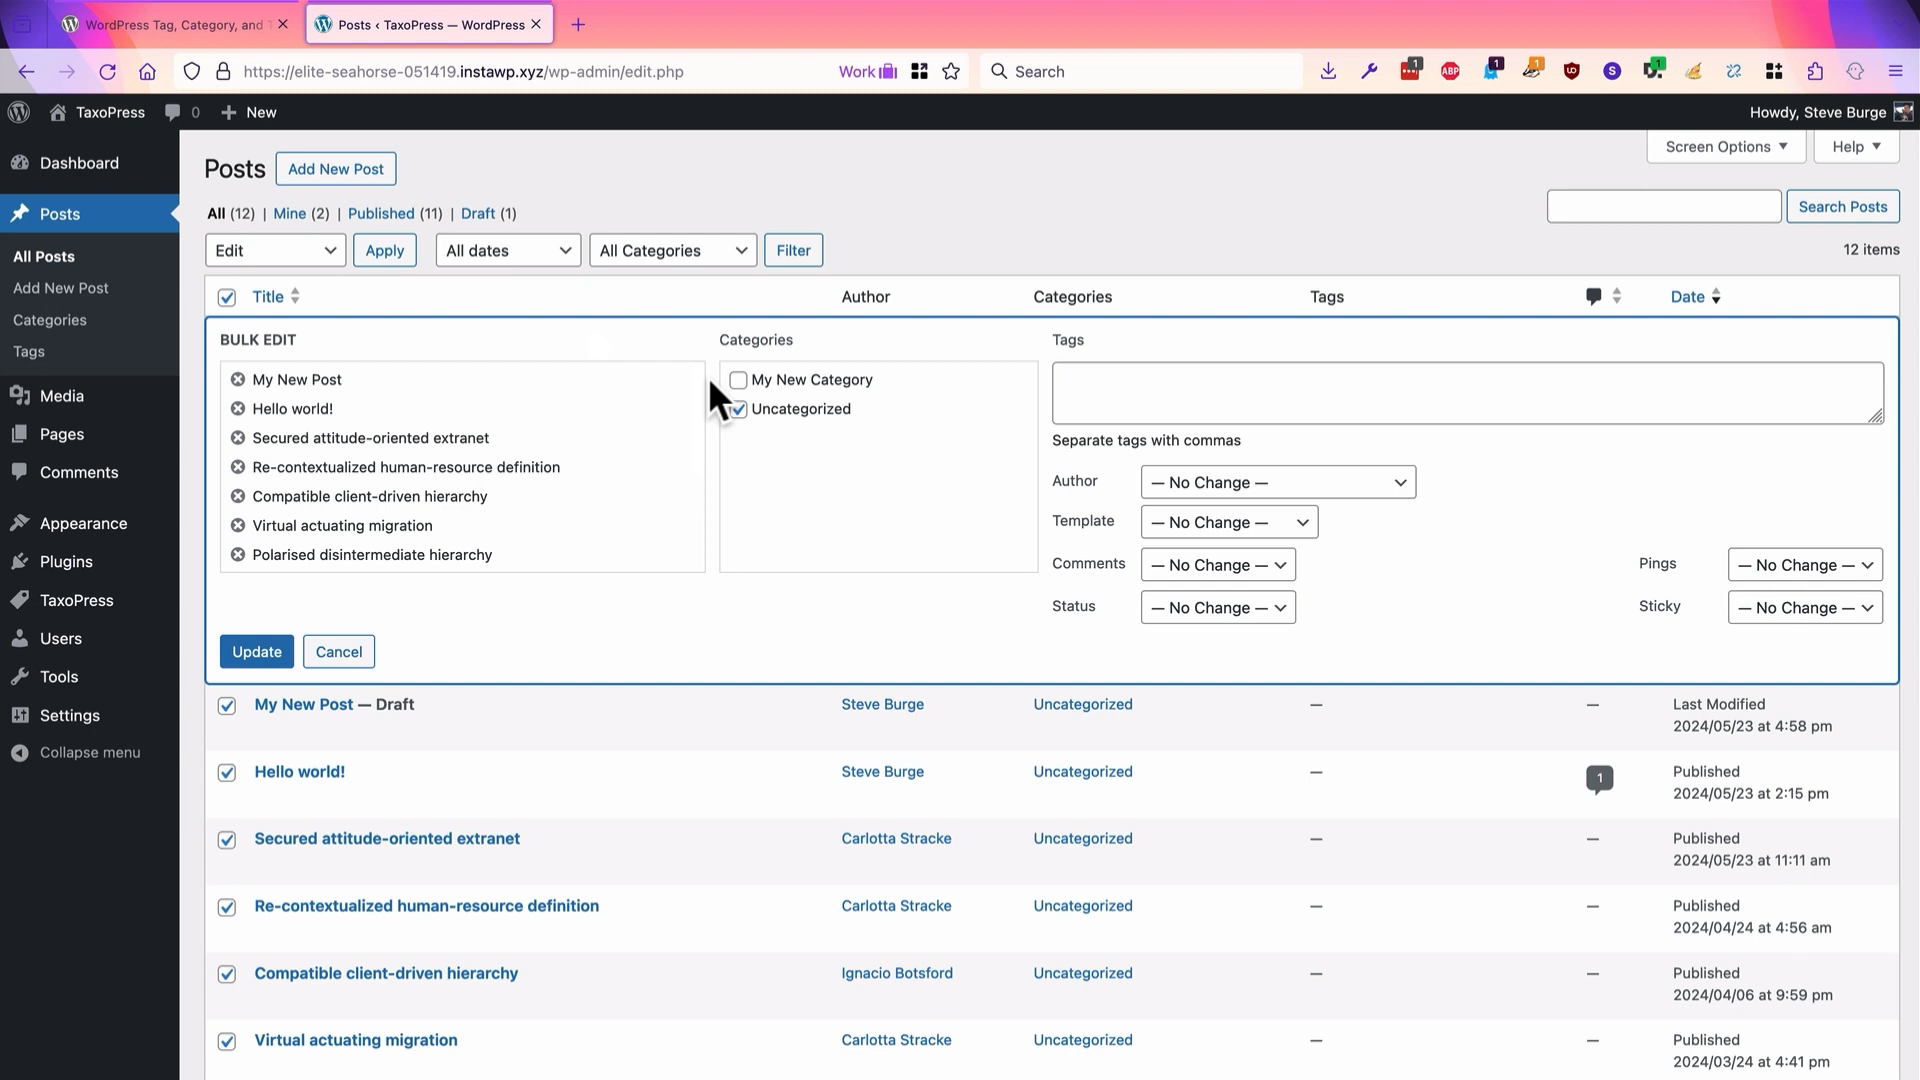 WordPress Tag, Category, and T
Posts ‹ TaxoPress — WordPress
https://elite-seahorse-051419.instawp.xyz/wp-admin/edit.php
Work
Search
1
ABP
1
1
S
1
TaxoPress
0
New
Howdy, Steve Burge
Dashboard
Posts
All Posts
Add New Post
Categories
Tags
Media
Pages
Comments
Appearance
Plugins
TaxoPress
Users
Tools
Settings
Collapse menu
Screen Options
Help
Posts
Add New Post
All (12) | Mine (2) | Published (11) | Draft (1)
Search Posts
Edit
Apply
All dates
All Categories
Filter
12 items
Title
Author
Categories
Tags
Date
BULK EDIT
My New Post
Hello world!
Secured attitude-oriented extranet
Re-contextualized human-resource definition
Compatible client-driven hierarchy
Virtual actuating migration
Polarised disintermediate hierarchy
Categories
My New Category
Uncategorized
Tags
Separate tags with commas
Author
— No Change —
Template
— No Change —
Comments
— No Change —
Pings
— No Change —
Status
— No Change —
Sticky
— No Change —
Update
Cancel
My New Post — Draft
Steve Burge
Uncategorized
—
—
Last Modified
2024/05/23 at 4:58 pm
Hello world!
Steve Burge
Uncategorized
—
1
Published
2024/05/23 at 2:15 pm
Secured attitude-oriented extranet
Carlotta Stracke
Uncategorized
—
—
Published
2024/05/23 at 11:11 am
Re-contextualized human-resource definition
Carlotta Stracke
Uncategorized
—
—
Published
2024/04/24 at 4:56 am
Compatible client-driven hierarchy
Ignacio Botsford
Uncategorized
—
—
Published
2024/04/06 at 9:59 pm
Virtual actuating migration
Carlotta Stracke
Uncategorized
—
—
Published
2024/03/24 at 4:41 pm